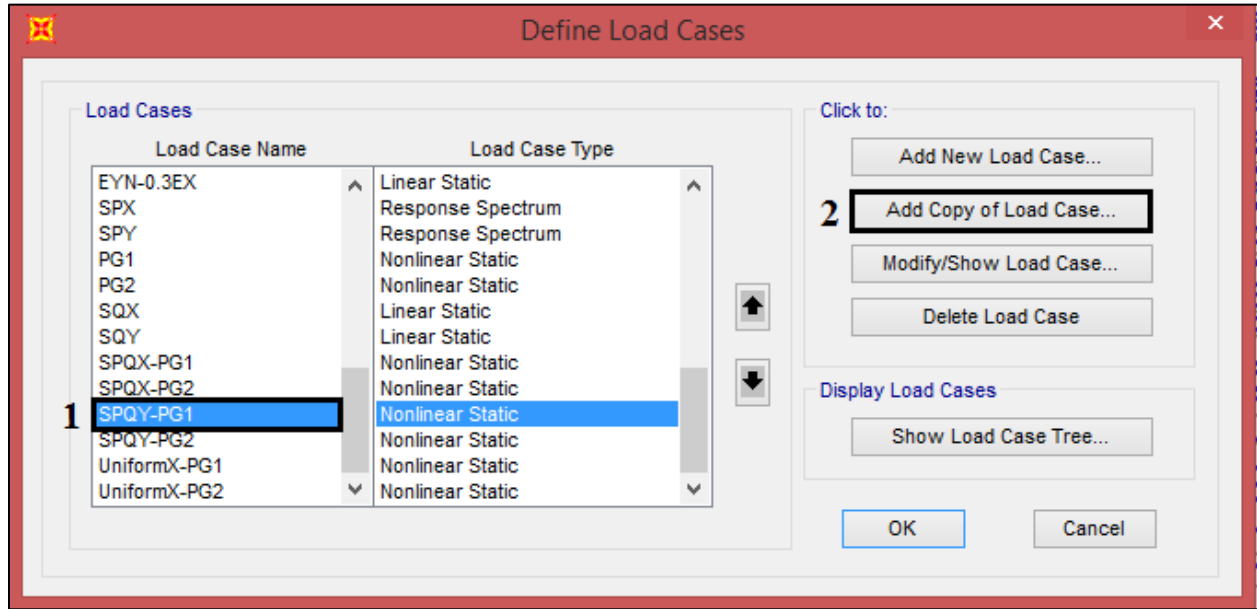 Define Load Cases
Load Cases
Load Case Name Load Case Type
EYN-0.3EX Linear Static
SPX Response Spectrum
SPY Response Spectrum
PG1 Nonlinear Static
PG2 Nonlinear Static
SQX Linear Static
SQY Linear Static
SPQX-PG1 Nonlinear Static
SPQX-PG2 Nonlinear Static
1 SPQY-PG1 Nonlinear Static
SPQY-PG2 Nonlinear Static
UniformX-PG1 Nonlinear Static
UniformX-PG2 Nonlinear Static
Click to:
Add New Load Case...
2 Add Copy of Load Case...
Modify/Show Load Case...
Delete Load Case
Display Load Cases
Show Load Case Tree...
OK Cancel